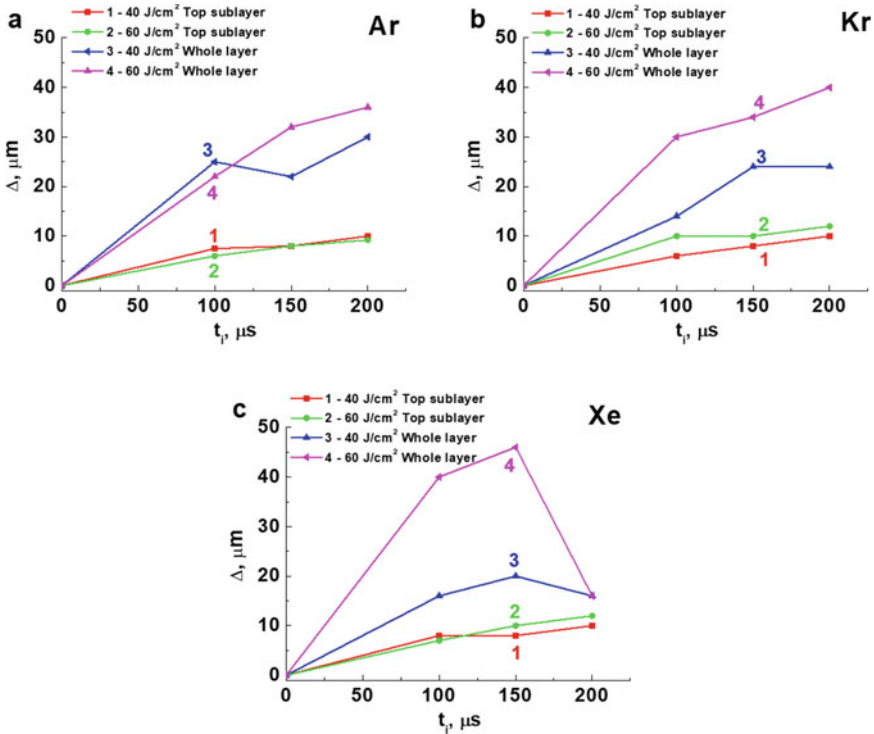 a
Ar
1 - 40 J/cm² Top sublayer
2 - 60 J/cm² Top sublayer
3 - 40 J/cm² Whole layer
4 - 60 J/cm² Whole layer
50
40
30
20
10
0
Δ, μm
3
4
1
2
0 50 100 150 200
tᵢ, μs
b
Kr
1 - 40 J/cm² Top sublayer
2 - 60 J/cm² Top sublayer
3 - 40 J/cm² Whole layer
4 - 60 J/cm² Whole layer
50
40
30
20
10
0
Δ, μm
4
3
2
1
0 50 100 150 200
tᵢ, μs
c
Xe
1 - 40 J/cm² Top sublayer
2 - 60 J/cm² Top sublayer
3 - 40 J/cm² Whole layer
4 - 60 J/cm² Whole layer
50
40
30
20
10
0
Δ, μm
4
3
2
1
0 50 100 150 200
tᵢ, μs